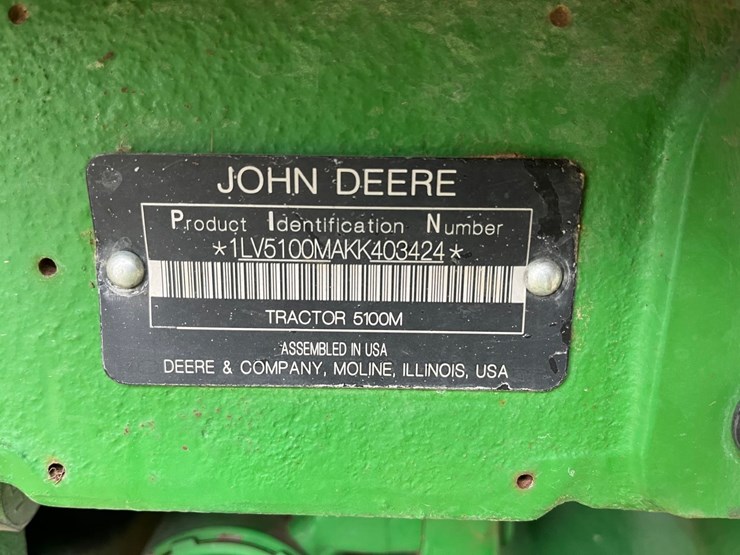 JOHN DEERE
Product Identification Number
*1LV5100MAKK403424*
TRACTOR 5100M
ASSEMBLED IN USA
DEERE & COMPANY, MOLINE, ILLINOIS, USA